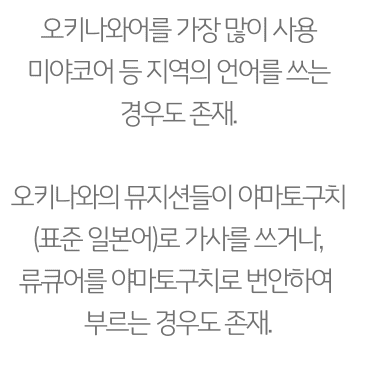 오키나와어를 가장 많이 사용
미야코어 등 지역의 언어를 쓰는
경우도 존재.
오키나와의 뮤지션들이 야마토구치
(표준 일본어)로 가사를 쓰거나,
류큐어를 야마토구치로 번안하여
부르는 경우도 존재.